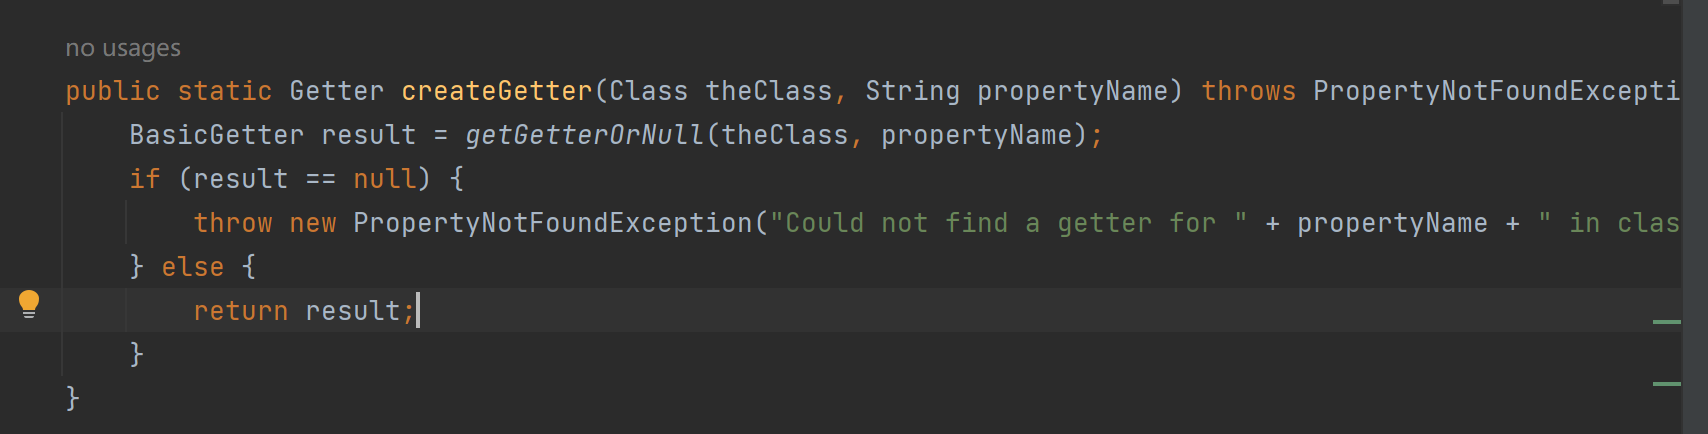 no usages
public static Getter createGetter(Class theClass, String propertyName) throws PropertyNotFoundExcepti
BasicGetter result = getGetterOrNull(theClass, propertyName);
if (result == null) {
throw new PropertyNotFoundException("Could not find a getter for " + propertyName + " in clas
} else {
return result;
}
}